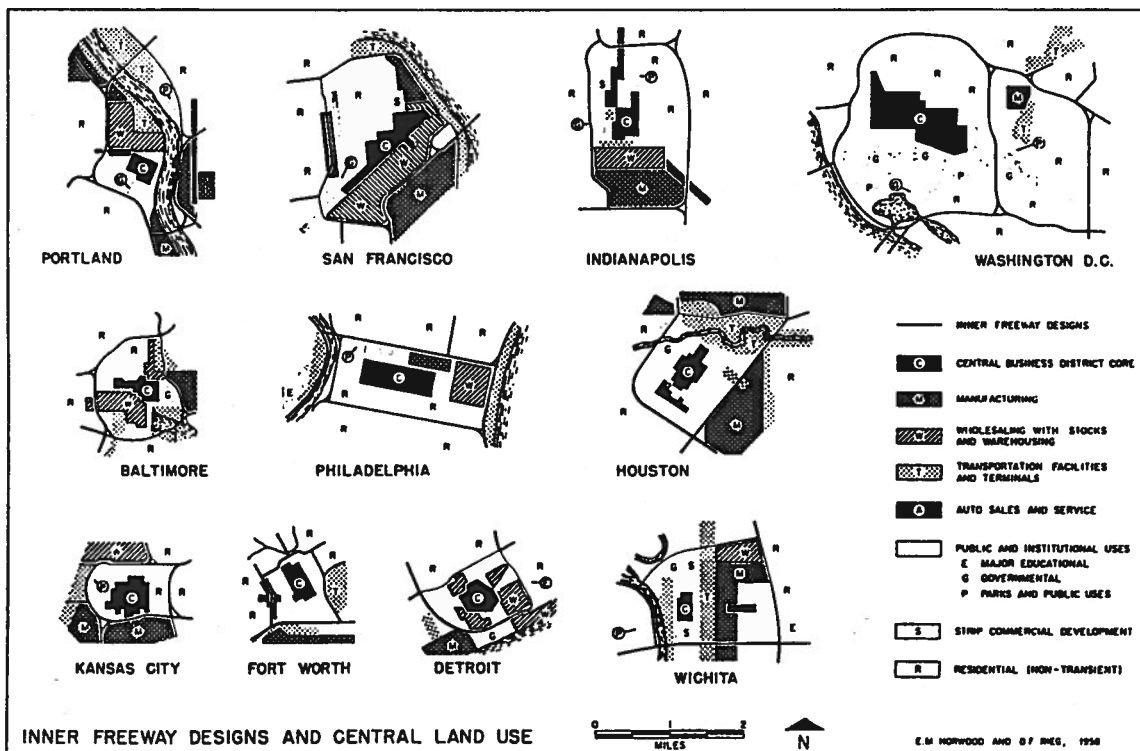 PORTLAND
SAN FRANCISCO
INDIANAPOLIS
WASHINGTON D.C.
BALTIMORE
PHILADELPHIA
HOUSTON
INNER FREEWAY DESIGNS
C CENTRAL BUSINESS DISTRICT CORE
M MANUFACTURING
W WHOLESALING WITH STOCKS
AND WAREHOUSING
T TRANSPORTATION FACILITIES
AND TERMINALS
A AUTO SALES AND SERVICE
PUBLIC AND INSTITUTIONAL USES
E MAJOR EDUCATIONAL
G GOVERNMENTAL
P PARKS AND PUBLIC USES
S STRIP COMMERCIAL DEVELOPMENT
R RESIDENTIAL (NON-TRANSIENT)
KANSAS CITY
FORT WORTH
DETROIT
WICHITA
INNER FREEWAY DESIGNS AND CENTRAL LAND USE
0 1 2
MILES
N
E.M HORWOOD AND
1958